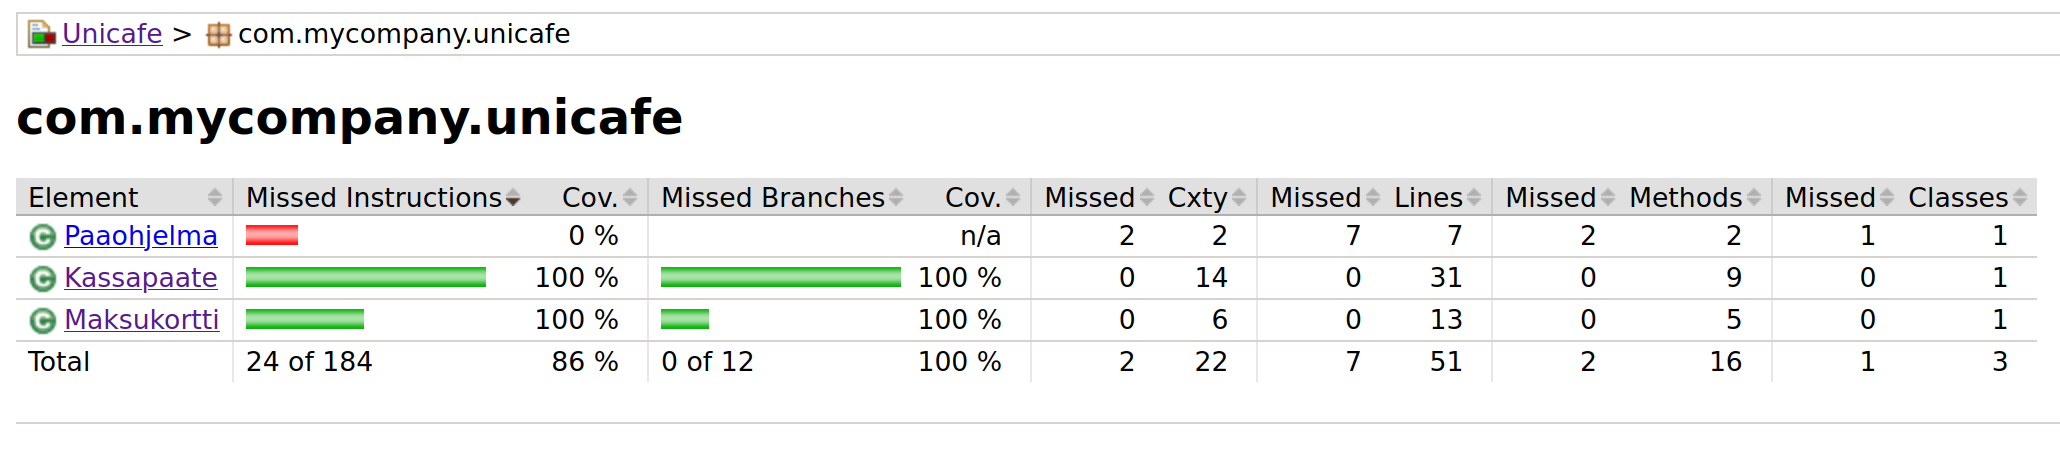 Unicafe > com.mycompany.unicafe
com.mycompany.unicafe
Element Missed Instructions Cov. Missed Branches Cov. Missed Cxty Missed Lines Missed Methods Missed Classes
C Paaohjelma 0 % n/a 2 2 7 7 2 2 1 1
C Kassapaate 100 % 100 % 0 14 0 31 0 9 0 1
C Maksukortti 100 % 100 % 0 6 0 13 0 5 0 1
Total 24 of 184 86 % 0 of 12 100 % 2 22 7 51 2 16 1 3